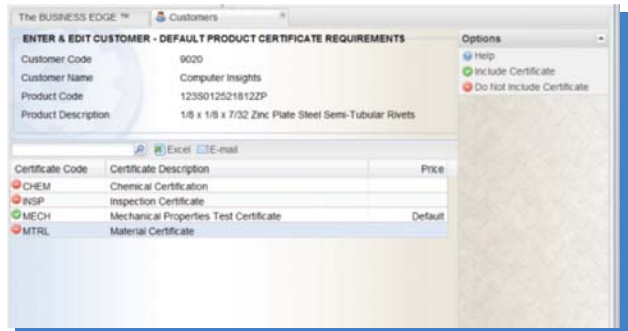 The BUSINESS EDGE ™
Customers
ENTER & EDIT CUSTOMER - DEFAULT PRODUCT CERTIFICATE REQUIREMENTS
Customer Code 9020
Customer Name Computer Insights
Product Code 123S012521812ZP
Product Description 1/8 x 1/8 x 7/32 Zinc Plate Steel Semi-Tubular Rivets
Excel E-mail
Certificate Code Certificate Description Price
CHEM Chemical Certification
INSP Inspection Certificate
MECH Mechanical Properties Test Certificate Default
MTRL Material Certificate
Options
Help
Include Certificate
Do Not Include Certificate